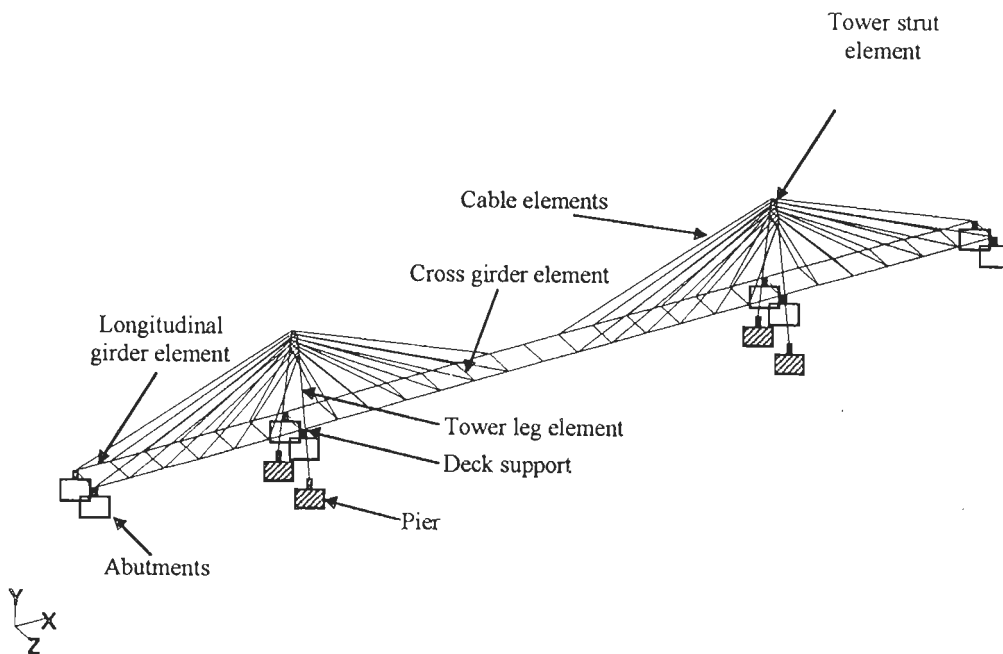 Tower strut
element
Cable elements
Cross girder element
Longitudinal
girder element
Tower leg element
Deck support
Pier
Abutments
Y
X
Z